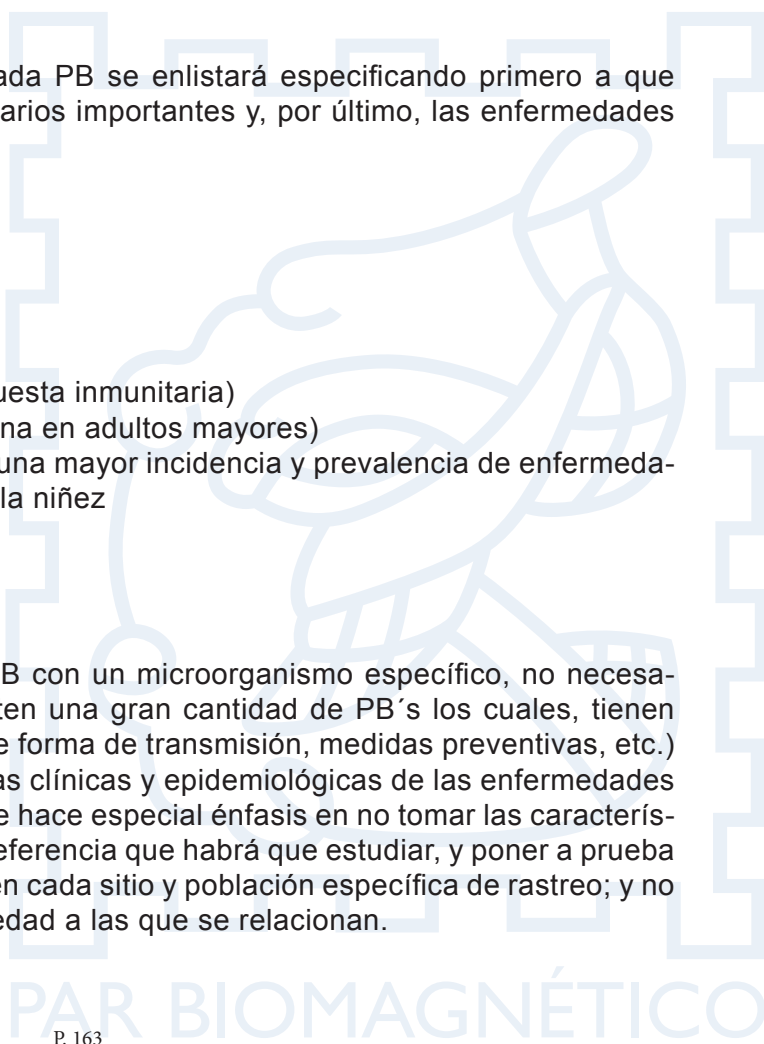 ada PB se enlistará especificando primero a que
arios importantes y, por último, las enfermedades
uesta inmunitaria)
na en adultos mayores)
una mayor incidencia y prevalencia de enfermeda-
la niñez
B con un microorganismo específico, no necesa-
ten una gran cantidad de PB´s los cuales, tienen
e forma de transmisión, medidas preventivas, etc.)
as clínicas y epidemiológicas de las enfermedades
e hace especial énfasis en no tomar las caracterís-
eferencia que habrá que estudiar, y poner a prueba
en cada sitio y población específica de rastreo; y no
edad a las que se relacionan.
PAR BIOMAGNÉTICO
P. 163